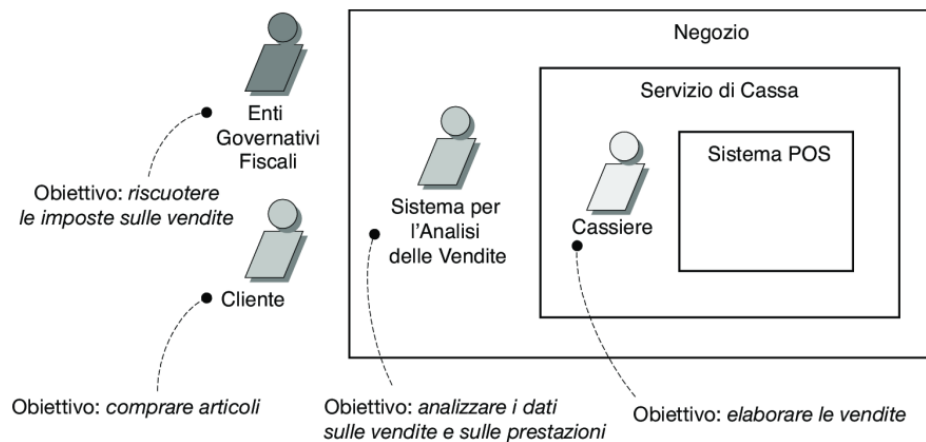 Negozio
Servizio di Cassa
Sistema POS
Enti
Governativi
Fiscali
Obiettivo: riscuotere
le imposte sulle vendite
Sistema per
l'Analisi
delle Vendite
Cassiere
Cliente
Obiettivo: comprare articoli
Obiettivo: analizzare i dati
sulle vendite e sulle prestazioni
Obiettivo: elaborare le vendite